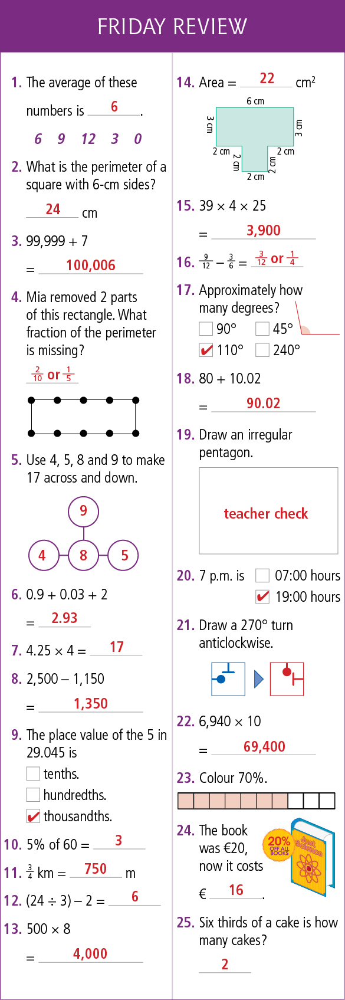 FRIDAY REVIEW
1. The average of these
numbers is 6.
6 9 12 3 0
2. What is the perimeter of a
square with 6-cm sides?
24 cm
3. 99,999 + 7
= 100,006
4. Mia removed 2 parts
of this rectangle. What
fraction of the perimeter
is missing?
2/10 or 1/5
5. Use 4, 5, 8 and 9 to make
17 across and down.
9
4 8 5
6. 0.9 + 0.03 + 2
= 2.93
7. 4.25 × 4 = 17
8. 2,500 – 1,150
= 1,350
9. The place value of the 5 in
29.045 is
tenths.
hundredths.
✔ thousandths.
10. 5% of 60 = 3
11. 3/4 km = 750 m
12. (24 ÷ 3) – 2 = 6
13. 500 × 8
= 4,000
14. Area = 22 cm²
6 cm
3 cm
3 cm
2 cm
2 cm
2 cm
2 cm
2 cm
15. 39 × 4 × 25
= 3,900
16. 9/12 – 3/6 = 3/12 or 1/4
17. Approximately how
many degrees?
90° 45°
✔ 110° 240°
18. 80 + 10.02
= 90.02
19. Draw an irregular
pentagon.
teacher check
20. 7 p.m. is 07:00 hours
✔ 19:00 hours
21. Draw a 270° turn
anticlockwise.
22. 6,940 × 10
= 69,400
23. Colour 70%.
24. The book
was €20,
now it costs
€ 16.
20%
OFF ALL
BOOKS
Just
Science
25. Six thirds of a cake is how
many cakes?
2